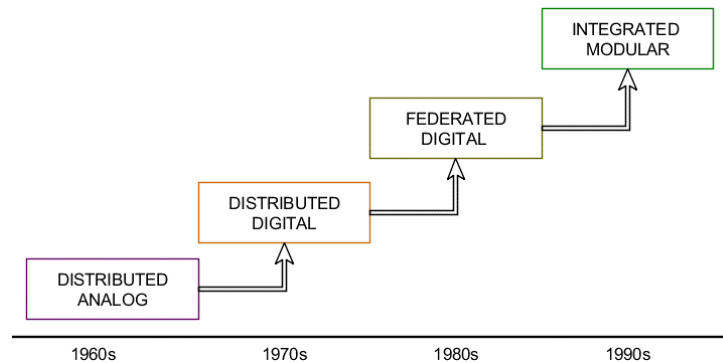 INTEGRATED
MODULAR
FEDERATED
DIGITAL
DISTRIBUTED
DIGITAL
DISTRIBUTED
ANALOG
1960s
1970s
1980s
1990s